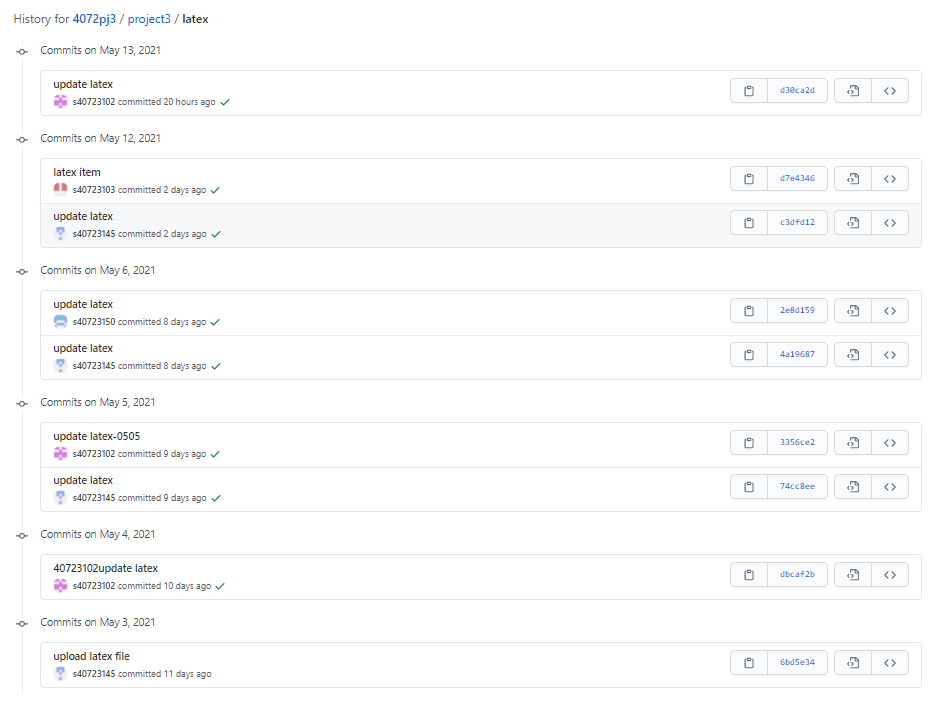 History for 4072pj3 / project3 / latex
Commits on May 13, 2021
update latex
s40723102 committed 20 hours ago
d30ca2d
Commits on May 12, 2021
latex item
s40723103 committed 2 days ago
d7e4346
update latex
s40723145 committed 2 days ago
c3dfd12
Commits on May 6, 2021
update latex
s40723150 committed 8 days ago
2e8d159
update latex
s40723145 committed 8 days ago
4a19687
Commits on May 5, 2021
update latex-0505
s40723102 committed 9 days ago
3356ce2
update latex
s40723145 committed 9 days ago
74cc8ee
Commits on May 4, 2021
40723102update latex
s40723102 committed 10 days ago
dbcaf2b
Commits on May 3, 2021
upload latex file
s40723145 committed 11 days ago
6bd5e34